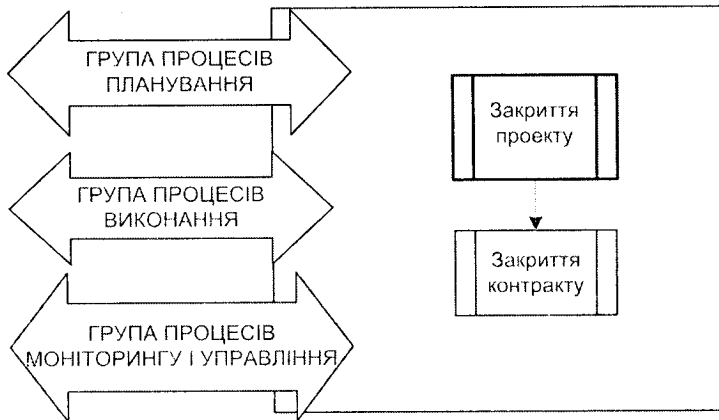 ГРУПА ПРОЦЕСІВ
ПЛАНУВАННЯ
ГРУПА ПРОЦЕСІВ
ВИКОНАННЯ
ГРУПА ПРОЦЕСІВ
МОНІТОРИНГУ І УПРАВЛІННЯ
Закриття
проекту
Закриття
контракту